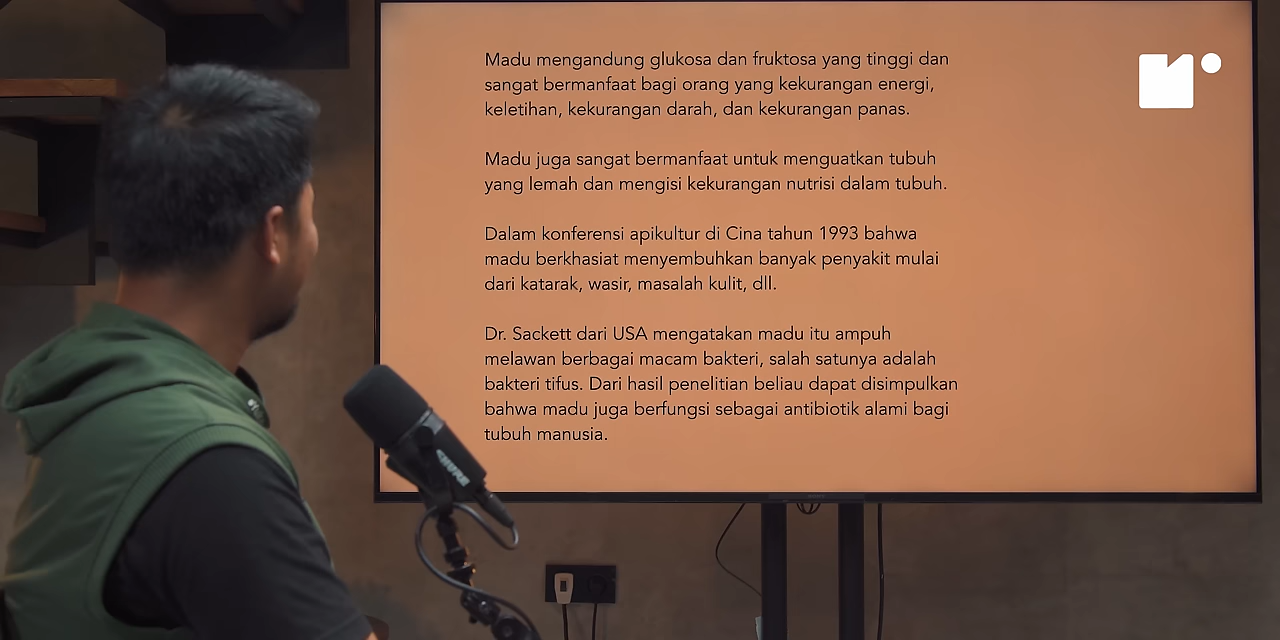 Madu mengandung glukosa dan fruktosa yang tinggi dan
sangat bermanfaat bagi orang yang kekurangan energi,
keletihan, kekurangan darah, dan kekurangan panas.
Madu juga sangat bermanfaat untuk menguatkan tubuh
yang lemah dan mengisi kekurangan nutrisi dalam tubuh.
Dalam konferensi apikultur di Cina tahun 1993 bahwa
madu berkhasiat menyembuhkan banyak penyakit mulai
dari katarak, wasir, masalah kulit, dll.
Dr. Sackett dari USA mengatakan madu itu ampuh
melawan berbagai macam bakteri, salah satunya adalah
bakteri tifus. Dari hasil penelitian beliau dapat disimpulkan
bahwa madu juga berfungsi sebagai antibiotik alami bagi
tubuh manusia.
SHURE